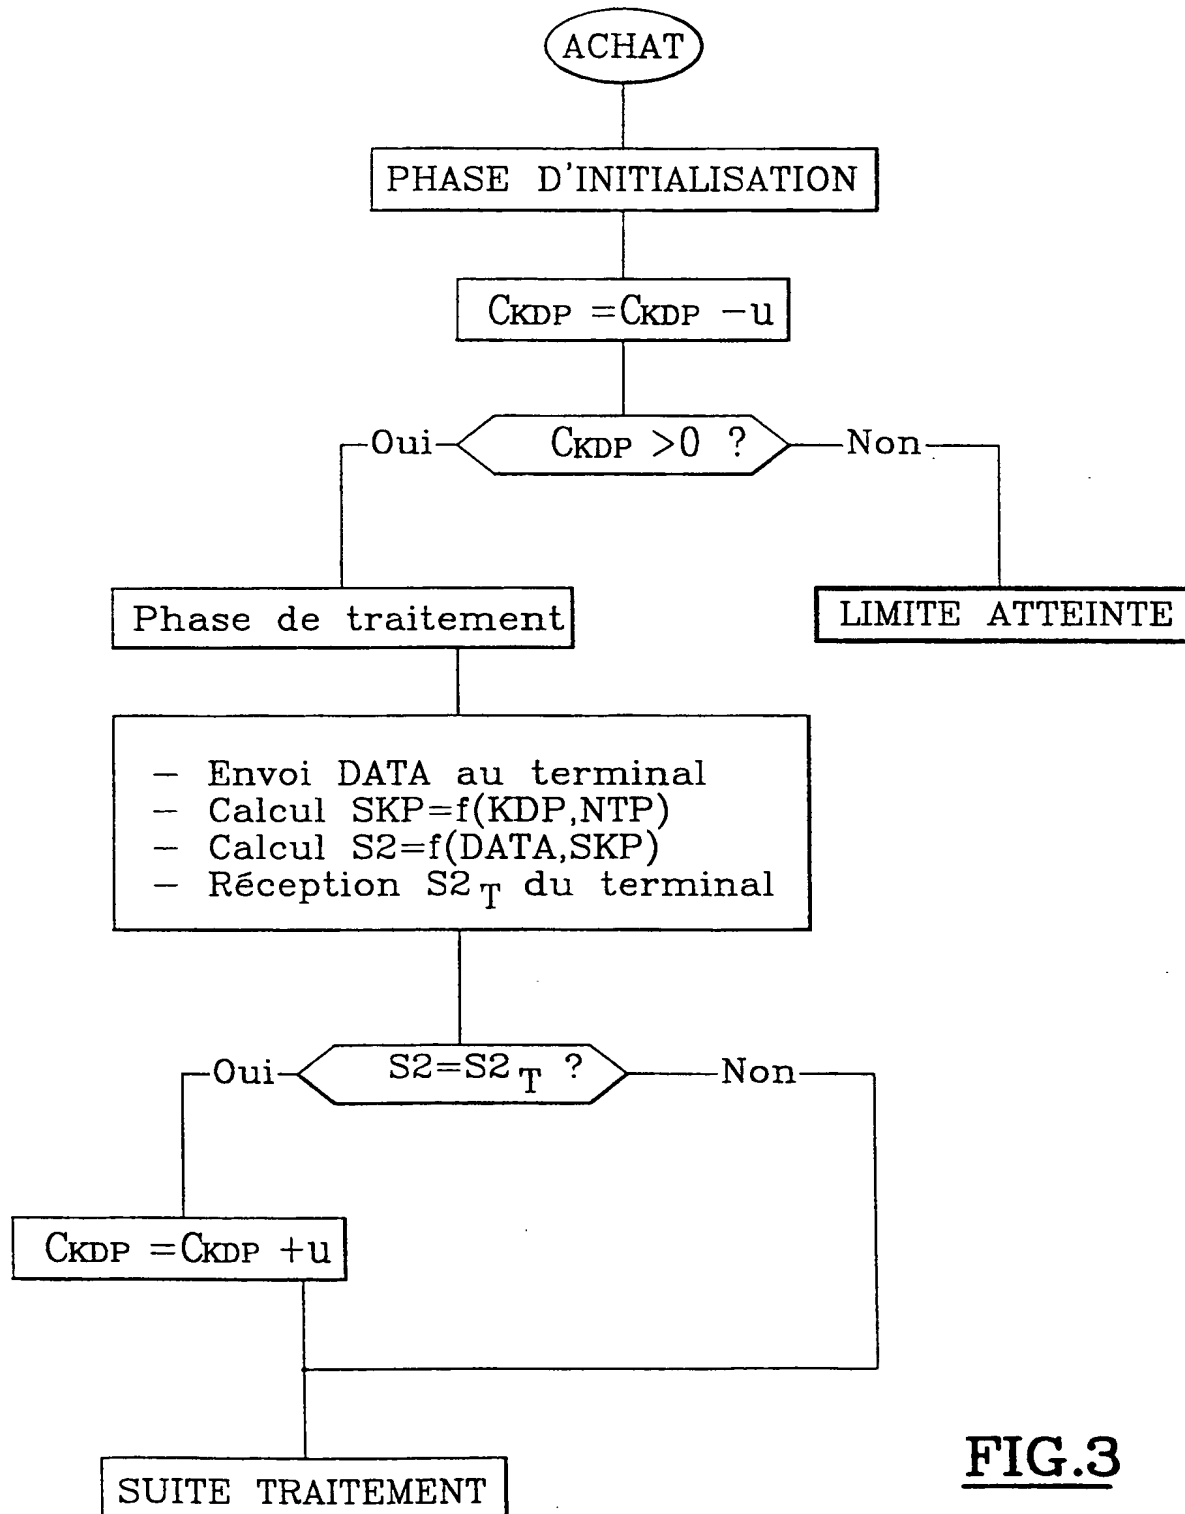 ACHAT
PHASE D'INITIALISATION
CKDP =CKDP -u
CKDP >0 ?
Oui
Non
Phase de traitement
LIMITE ATTEINTE
- Envoi DATA au terminal
- Calcul SKP=f(KDP,NTP)
- Calcul S2=f(DATA,SKP)
- Réception S2T du terminal
S2=S2T ?
Oui
Non
CKDP =CKDP +u
SUITE TRAITEMENT
FIG.3